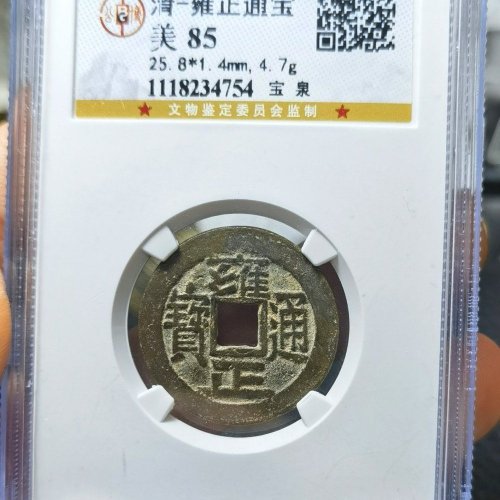 清-雍正通宝
美 85
25.8*1.4mm, 4.7g
1118234754 宝 泉
★ 文物鉴定委员会监制 ★
雍正通寶